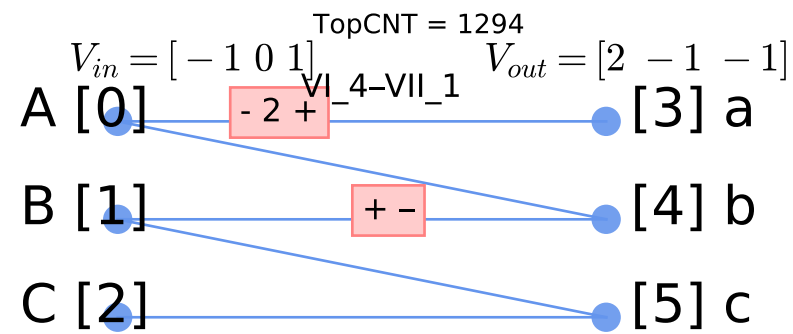 TopCNT = 1294
V_in = [ − 1 0 1]
V_out = [2 − 1 − 1]
VI_4–VII_1
A [0]
- 2 +
[3] a
B [1]
+ –
[4] b
C [2]
[5] c